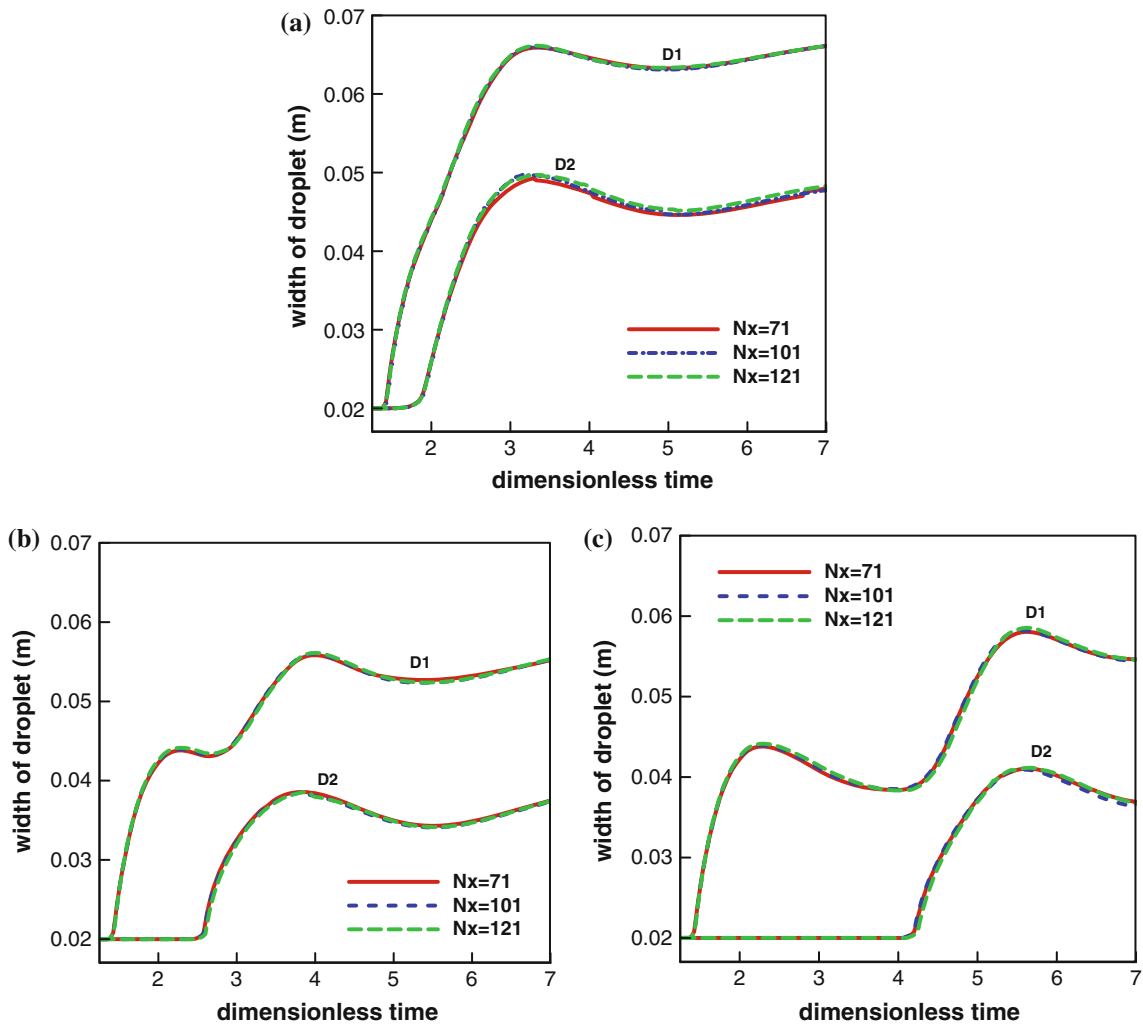 (a)
0.07
0.06
0.05
0.04
0.03
0.02
width of droplet (m)
D1
D2
Nx=71
Nx=101
Nx=121
2 3 4 5 6 7
dimensionless time
(b)
0.07
0.06
0.05
0.04
0.03
0.02
width of droplet (m)
D1
D2
Nx=71
Nx=101
Nx=121
2 3 4 5 6 7
dimensionless time
(c)
0.07
0.06
0.05
0.04
0.03
0.02
width of droplet (m)
Nx=71
Nx=101
Nx=121
D1
D2
2 3 4 5 6 7
dimensionless time